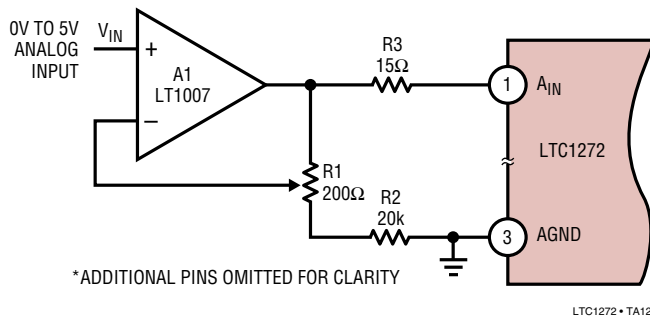 0V TO 5V
ANALOG
INPUT
V_IN
+
–
A1
LT1007
R3
15Ω
1
A_IN
LTC1272
R1
200Ω
R2
20k
3
AGND
*ADDITIONAL PINS OMITTED FOR CLARITY
LTC1272 • TA12